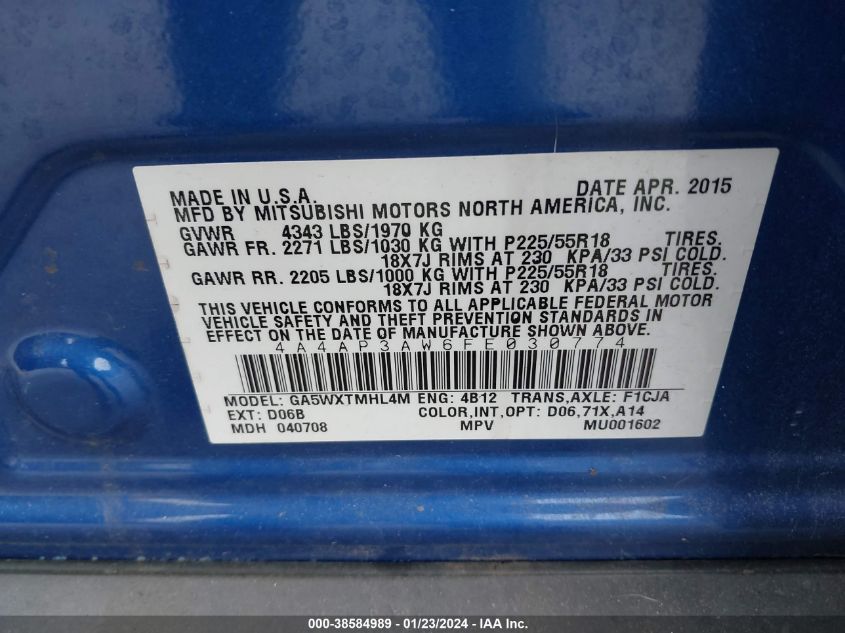 MADE IN U.S.A. DATE APR. 2015
MFD BY MITSUBISHI MOTORS NORTH AMERICA, INC.
GVWR 4343 LBS/1970 KG
GAWR FR. 2271 LBS/1030 KG WITH P225/55R18 TIRES,
18X7J RIMS AT 230 KPA/33 PSI COLD.
GAWR RR. 2205 LBS/1000 KG WITH P225/55R18 TIRES,
18X7J RIMS AT 230 KPA/33 PSI COLD.
THIS VEHICLE CONFORMS TO ALL APPLICABLE FEDERAL MOTOR
VEHICLE SAFETY AND THEFT PREVENTION STANDARDS IN
EFFECT ON THE DATE OF MANUFACTURE SHOWN ABOVE.
4A4AP3AW6FE030774
MODEL: GA5WXTMHL4M ENG: 4B12 TRANS,AXLE: F1CJA
EXT: D06B COLOR,INT,OPT: D06,71X,A14
MDH 040708 MPV MU001602
000-38584989 - 01/23/2024 - IAA Inc.